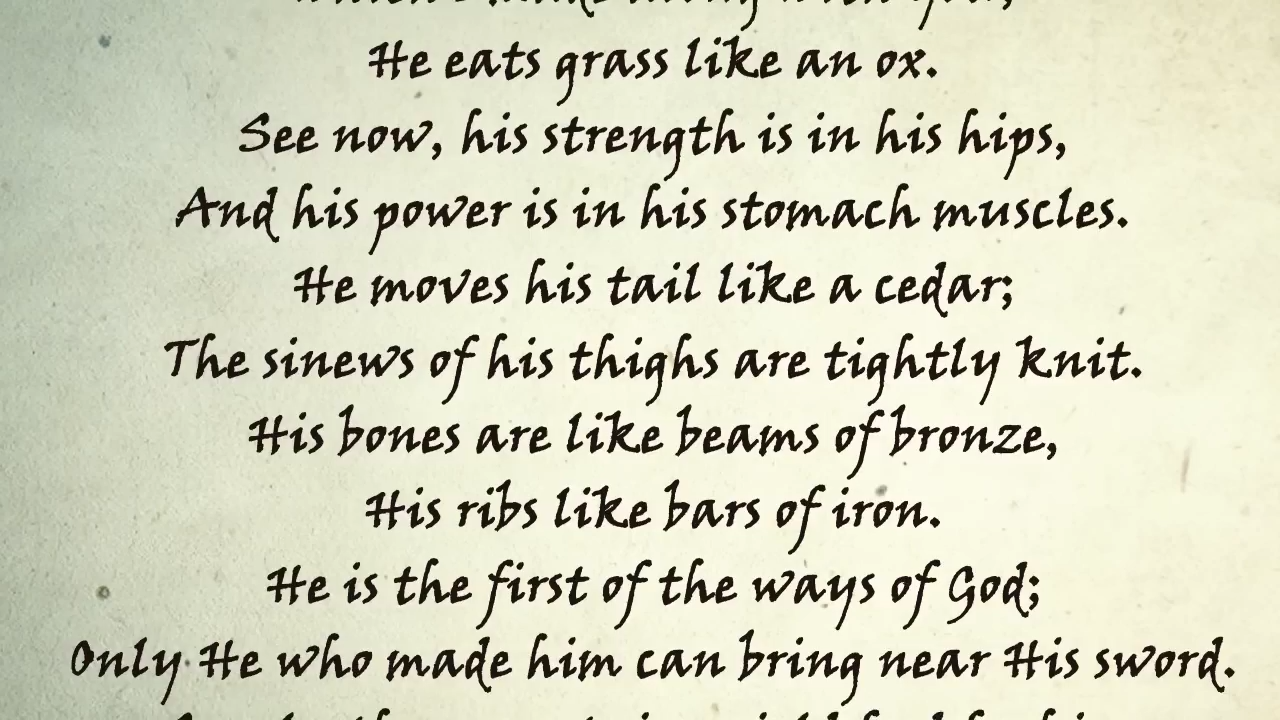 He eats grass like an ox.
See now, his strength is in his hips,
And his power is in his stomach muscles.
He moves his tail like a cedar;
The sinews of his thighs are tightly knit.
His bones are like beams of bronze,
His ribs like bars of iron.
He is the first of the ways of God;
Only He who made him can bring near His sword.